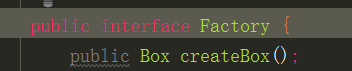 public interface Factory {
public Box createBox();